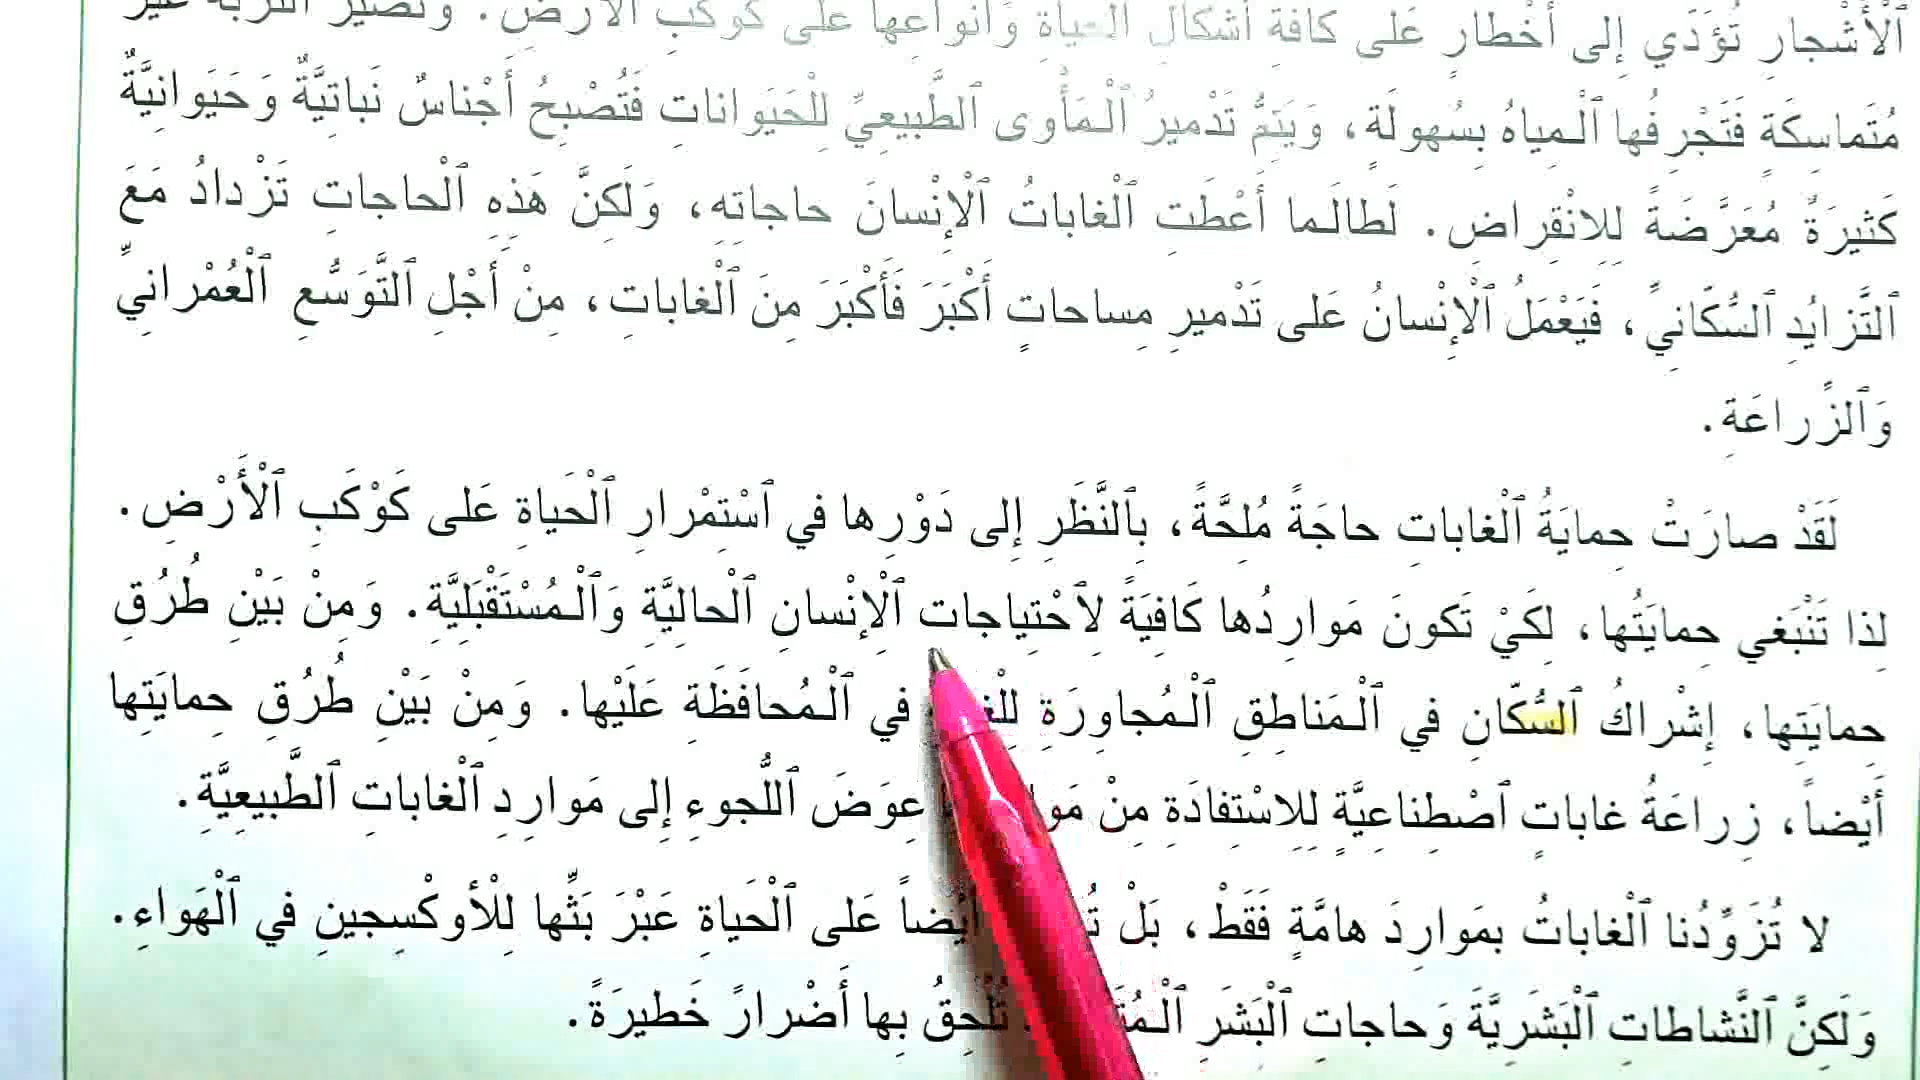 ٱلْأَشْجارِ تُؤَدّي إِلى أَخْطارٍ عَلى كافَةِ أَشْكالِ الحياةِ وَأَنْواعِها عَلى كَوْكَبِ الْأَرْضِ. وَتَصيرُ التُّرْبَةُ غَيْرَ
مُتَماسِكَةٍ فَتَجْرِفُها ٱلْمِياهُ بِسُهولَةٍ، وَيَتِمُّ تَدْميرُ ٱلْمَأْوى ٱلطَّبيعِيِّ لِلْحَيَواناتِ فَتُصْبِحُ أَجْناسٌ نَباتِيَّةٌ وَحَيَوانِيَّةٌ
كَثيرَةٌ مُعَرَّضَةً لِلِانْقِراضِ. لَطالَما أَعْطَتِ ٱلْغاباتُ ٱلْإِنْسانَ حاجاتِهِ، وَلَكِنَّ هَذِهِ ٱلْحاجاتِ تَزْدادُ مَعَ
ٱلتَّزايُدِ ٱلسُّكّانِيِّ، فَيَعْمَلُ ٱلْإِنْسانُ عَلى تَدْميرِ مِساحاتٍ أَكْبَرَ فَأَكْبَرَ مِنَ ٱلْغاباتِ، مِنْ أَجْلِ ٱلتَّوَسُّعِ ٱلْعُمْرانِيِّ
وَٱلزِّراعَةِ.
لَقَدْ صارَتْ حِمايَةُ ٱلْغاباتِ حاجَةً مُلِحَّةً، بِٱلنَّظَرِ إِلى دَوْرِها في ٱسْتِمْرارِ ٱلْحَياةِ عَلى كَوْكَبِ ٱلْأَرْضِ.
لِذا تَنْبَغي حِمايَتُها، لِكَيْ تَكونَ مَوارِدُها كَافِيَةً لِٱحْتِياجاتِ ٱلْإِنْسانِ ٱلْحالِيَّةِ وَٱلْمُسْتَقْبَلِيَّةِ. وَمِنْ بَيْنِ طُرُقِ
حِمايَتِها، إِشْراكُ ٱلسُّكّانِ في ٱلْمَناطِقِ ٱلْمُجاوِرَةِ في ٱلْمُحافَظَةِ عَلَيْها. وَمِنْ بَيْنِ طُرُقِ حِمايَتِها
أَيْضاً، زِراعَةُ غاباتٍ ٱصْطِناعِيَّةٍ لِلِاسْتِفادَةِ مِنْ عِوَضَ ٱللُّجوءِ إِلى مَوارِدِ ٱلْغاباتِ ٱلطَّبيعِيَّةِ.
لا تُزَوِّدُنا ٱلْغاباتُ بِمَوارِدَ هامَّةٍ فَقَطْ، بَلْ أَيْضاً عَلى ٱلْحَياةِ عَبْرَ بَثِّها لِلْأوكْسِجينِ في ٱلْهَواءِ.
وَلَكِنَّ ٱلنَّشاطاتِ ٱلْبَشَرِيَّةَ وَحاجاتِ ٱلْبَشَرِ تُلْحِقُ بِها أَضْراراً خَطيرَةً.